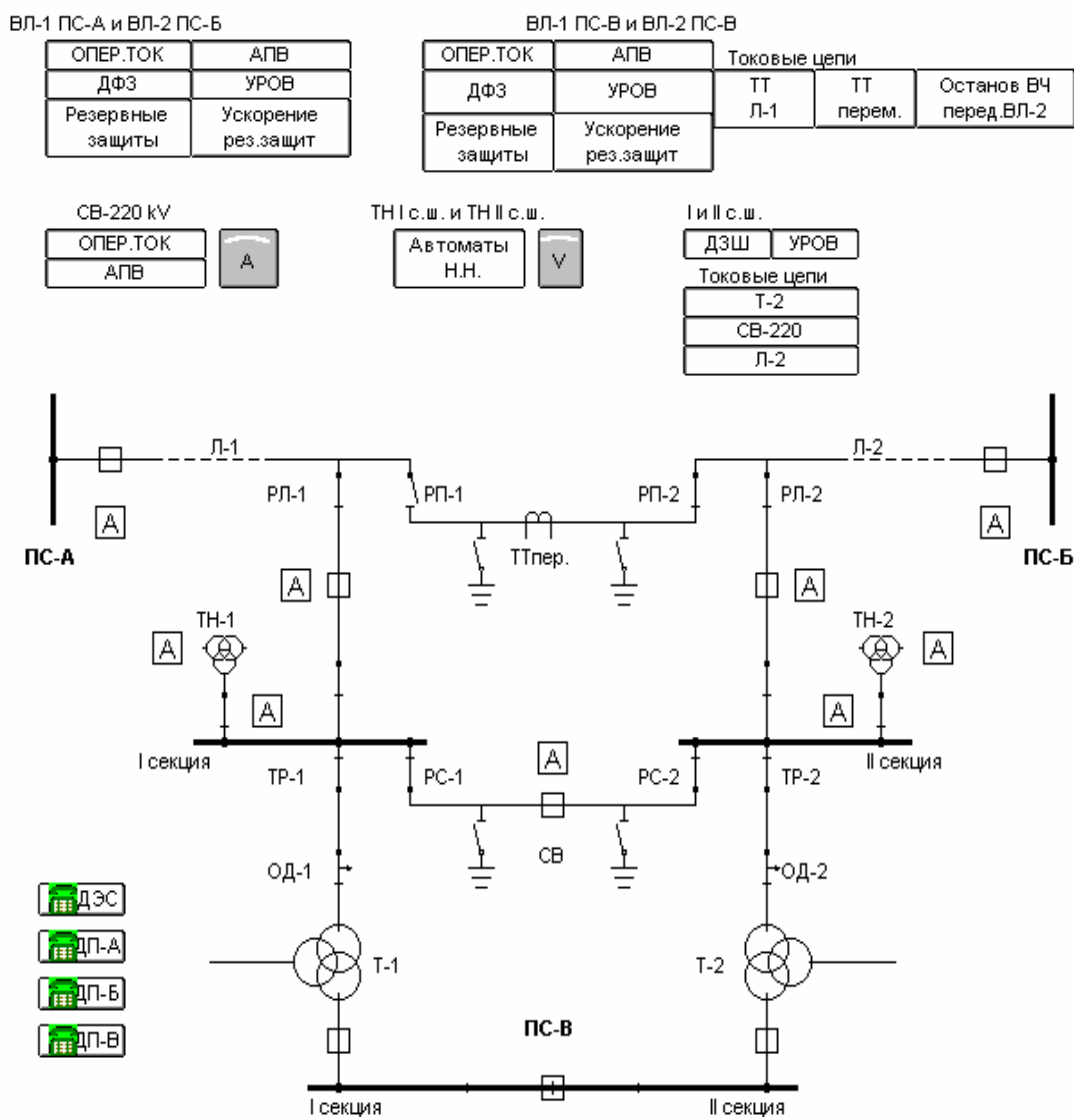 ВЛ-1 ПС-А и ВЛ-2 ПС-Б
ВЛ-1 ПС-В и ВЛ-2 ПС-В
ОПЕР.ТОК АПВ
ДФЗ УРОВ
Резервные защиты
Ускорение рез.защит
ОПЕР.ТОК АПВ
ДФЗ УРОВ
Резервные защиты
Ускорение рез.защит
Токовые цепи
ТТ Л-1
ТТ перем.
Останов ВЧ перед.ВЛ-2
СВ-220 kV
ОПЕР.ТОК
АПВ
A
ТН I с.ш. и ТН II с.ш.
Автоматы Н.Н.
V
I и II с.ш.
ДЗШ УРОВ
Токовые цепи
Т-2
СВ-220
Л-2
Л-1
Л-2
РЛ-1 РП-1 РП-2 РЛ-2
А
А
ПС-А
ТТпер.
ПС-Б
А
А
ТН-1
ТН-2
А
А
А
А
I секция
А
II секция
ТР-1 РС-1 РС-2 ТР-2
СВ
ОД-1
ОД-2
ДЭС
ДП-А
ДП-Б
ДП-В
Т-1
Т-2
ПС-В
I секция
II секция